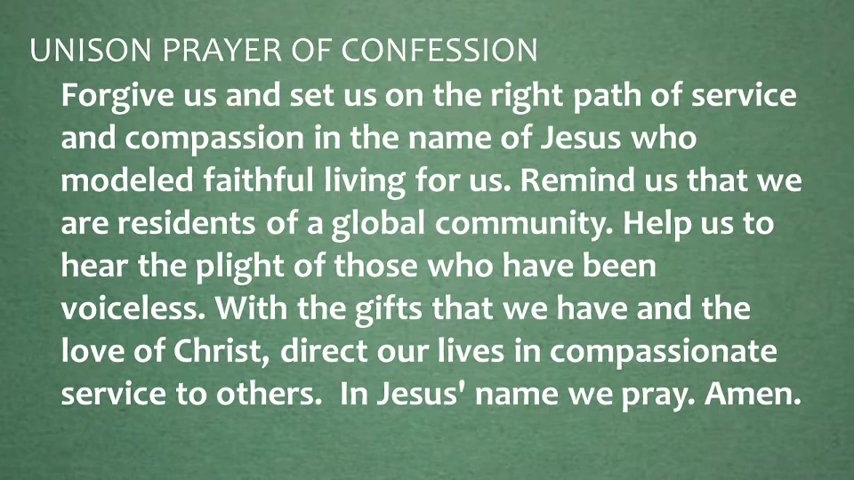 UNISON PRAYER OF CONFESSION
Forgive us and set us on the right path of service
and compassion in the name of Jesus who
modeled faithful living for us. Remind us that we
are residents of a global community. Help us to
hear the plight of those who have been
voiceless. With the gifts that we have and the
love of Christ, direct our lives in compassionate
service to others.  In Jesus' name we pray. Amen.